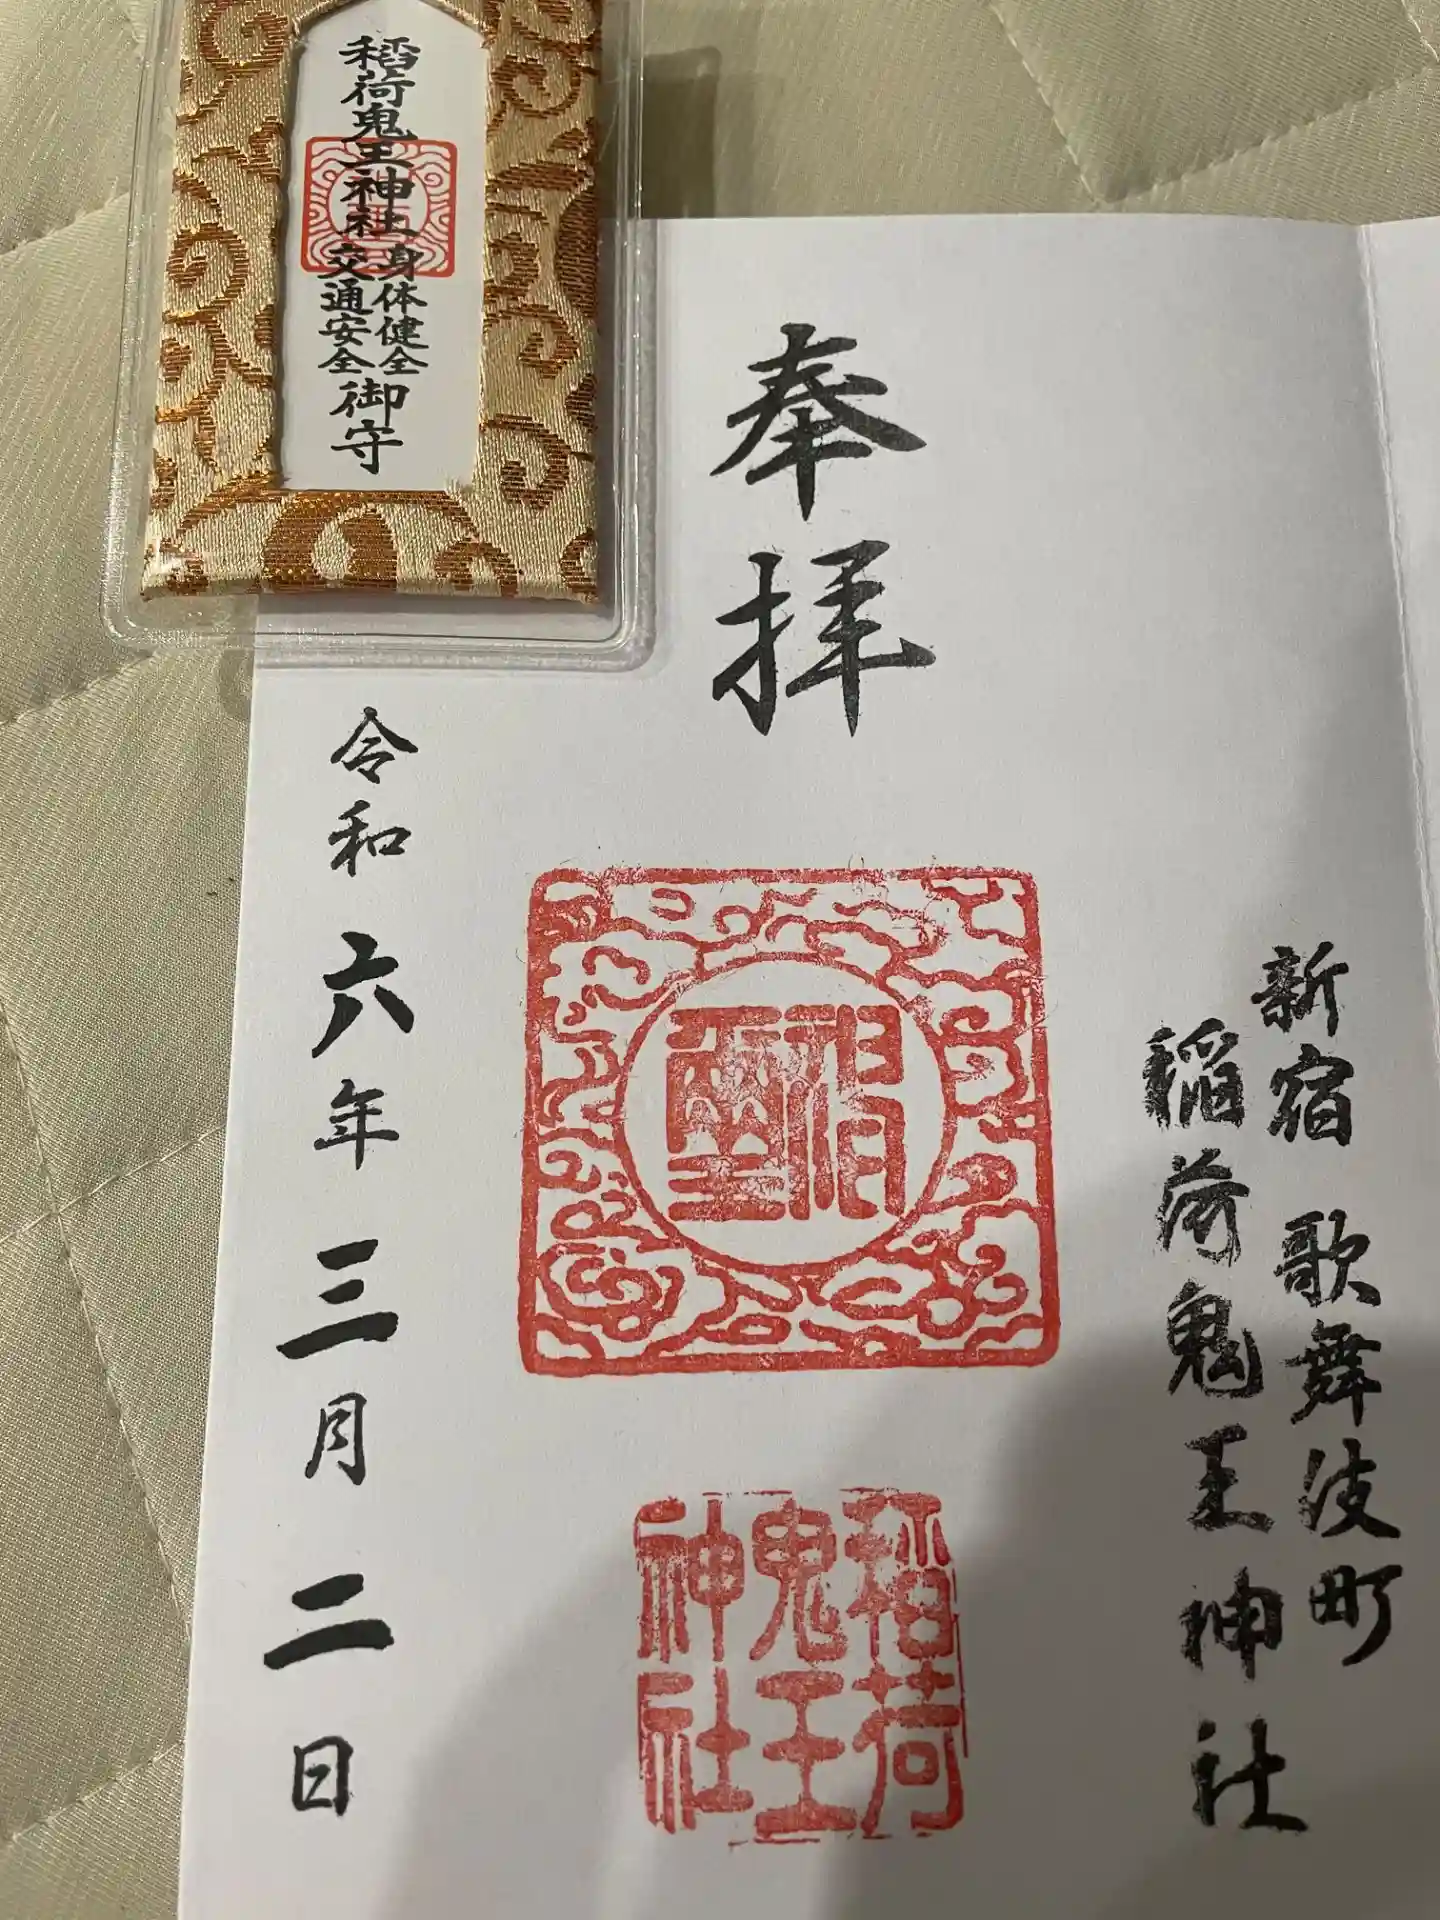 稲荷鬼王神社
身体健全
交通安全
御守
奉拝
新宿 歌舞伎町
稲荷鬼王神社
稲荷
鬼王
神社
令和六年三月二日